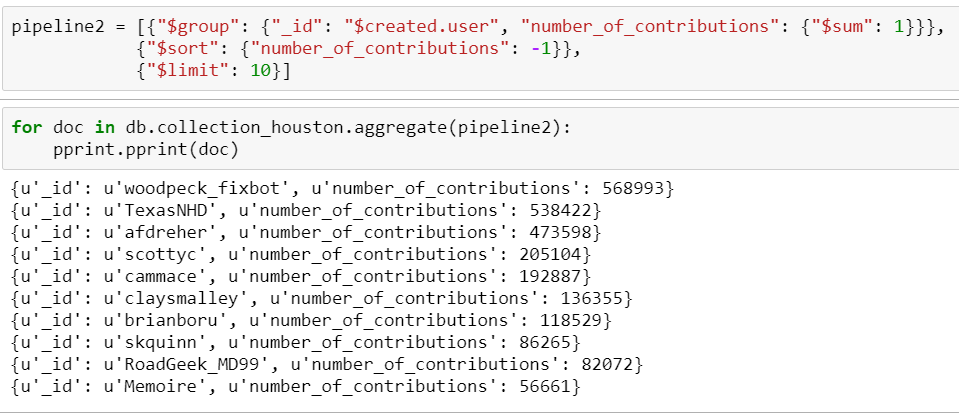 pipeline2 = [{"$group": {"_id": "$created.user", "number_of_contributions": {"$sum": 1}}},
            {"$sort": {"number_of_contributions": -1}},
            {"$limit": 10}]
for doc in db.collection_houston.aggregate(pipeline2):
    pprint.pprint(doc)
{u'_id': u'woodpeck_fixbot', u'number_of_contributions': 568993}
{u'_id': u'TexasNHD', u'number_of_contributions': 538422}
{u'_id': u'afdreher', u'number_of_contributions': 473598}
{u'_id': u'scottyc', u'number_of_contributions': 205104}
{u'_id': u'cammace', u'number_of_contributions': 192887}
{u'_id': u'claysmalley', u'number_of_contributions': 136355}
{u'_id': u'brianboru', u'number_of_contributions': 118529}
{u'_id': u'skquinn', u'number_of_contributions': 86265}
{u'_id': u'RoadGeek_MD99', u'number_of_contributions': 82072}
{u'_id': u'Memoire', u'number_of_contributions': 56661}